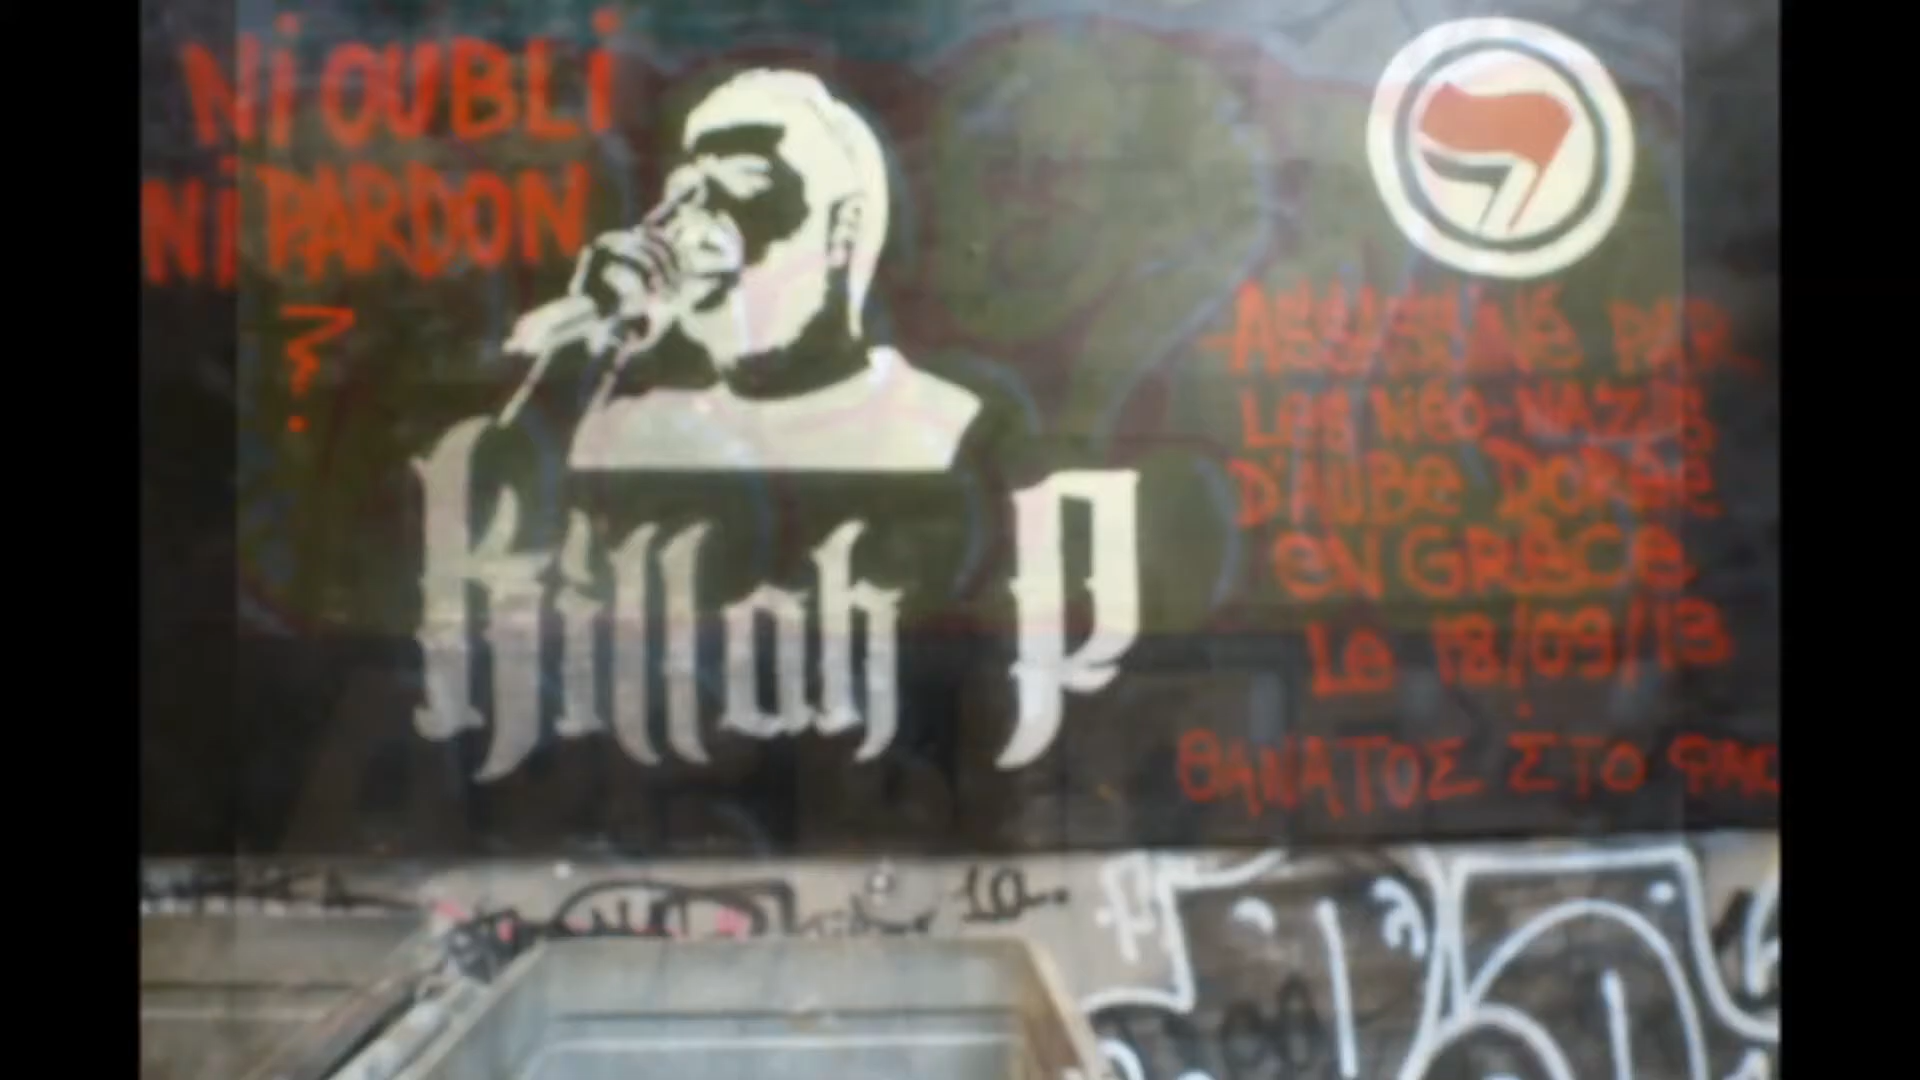 Ni OUBLi
Ni PARDON
Killah P
ASSASSINÉ PAR
Les NéO-NAZIS
D'AUBe DORée
eN GRèCe
Le 18/09/13
ΘΑΝΑΤΟΣ ΣΤΟ ΦΑΣ
10.